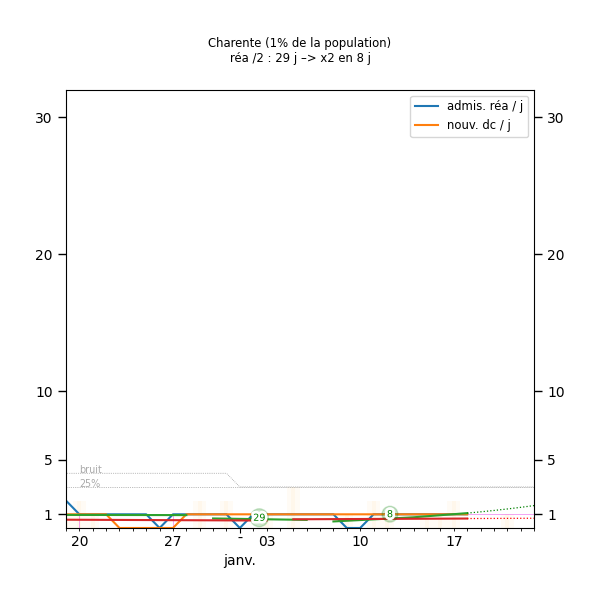 Charente (1% de la population)
réa /2 : 29 j –> x2 en 8 j
admis. réa / j
nouv. dc / j
30 30
20 20
10 10
5 5
bruit
25%
1 29 8 1
20 27 - 03 10 17
janv.